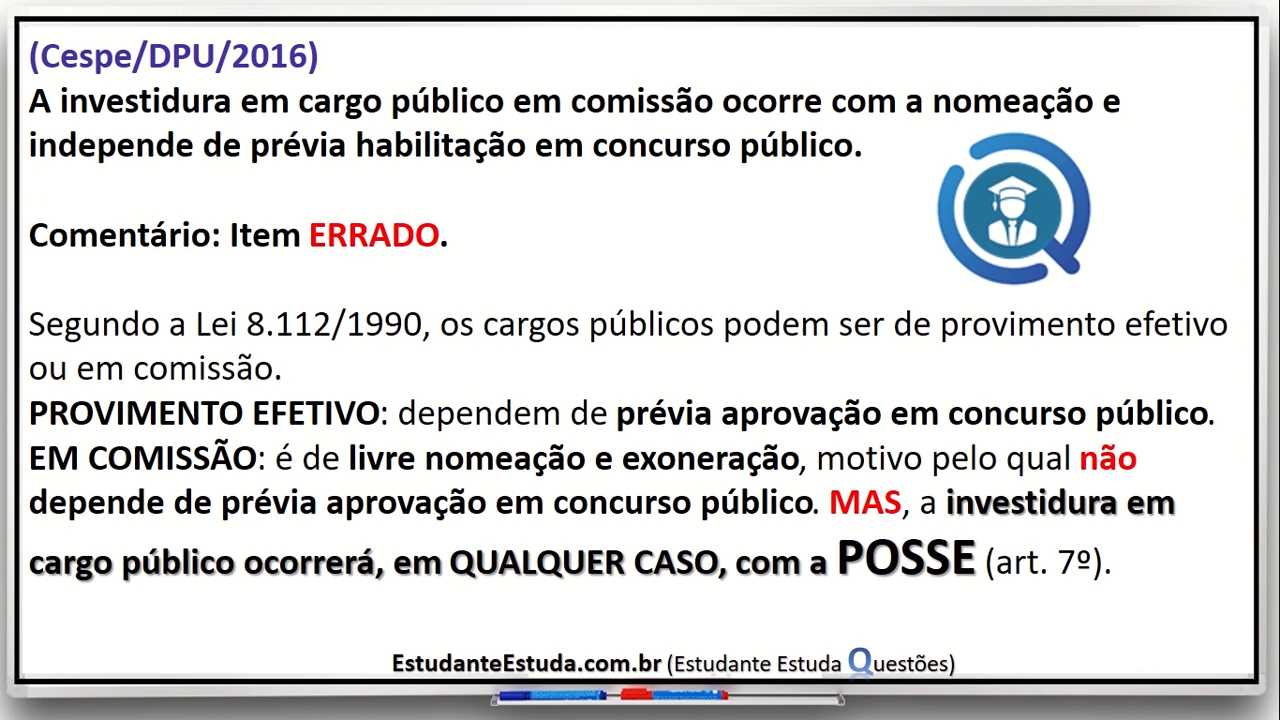 (Cespe/DPU/2016)
A investidura em cargo público em comissão ocorre com a nomeação e
independe de prévia habilitação em concurso público.
Comentário: Item ERRADO.
Segundo a Lei 8.112/1990, os cargos públicos podem ser de provimento efetivo
ou em comissão.
PROVIMENTO EFETIVO: dependem de prévia aprovação em concurso público.
EM COMISSÃO: é de livre nomeação e exoneração, motivo pelo qual não
depende de prévia aprovação em concurso público. MAS, a investidura em
cargo público ocorrerá, em QUALQUER CASO, com a POSSE (art. 7º).
EstudanteEstuda.com.br (Estudante Estuda Questões)